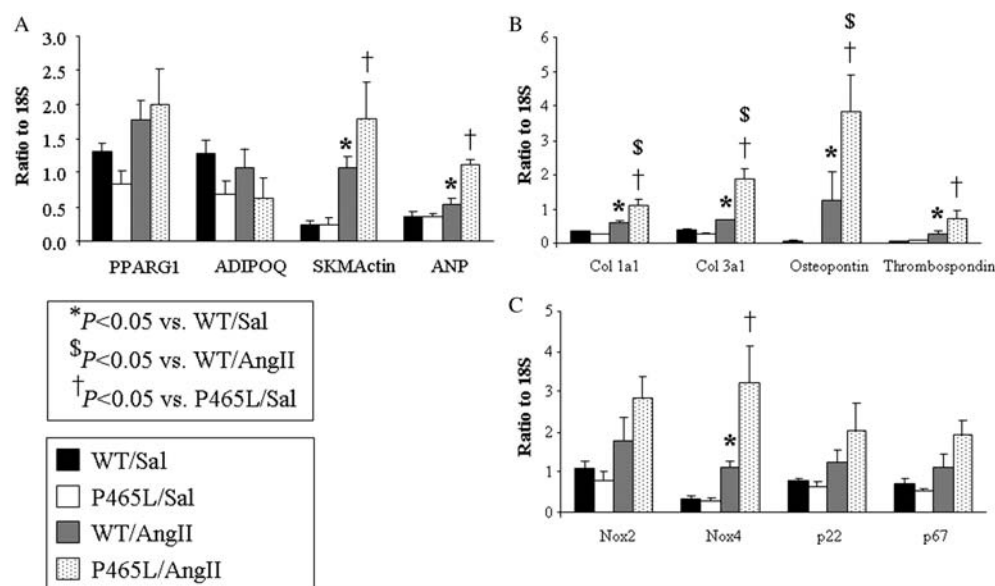 A
Ratio to 18S
3.0
2.5
2.0
1.5
1.0
0.5
0.0
* † * †
PPARG1 ADIPOQ SKMActin ANP
B
Ratio to 18S
6
5
4
3
2
1
0
* $ † * $ † * $ † * †
Col 1a1 Col 3a1 Osteopontin Thrombospondin
*P<0.05 vs. WT/Sal
$P<0.05 vs. WT/AngII
†P<0.05 vs. P465L/Sal
WT/Sal
P465L/Sal
WT/AngII
P465L/AngII
C
Ratio to 18S
5
4
3
2
1
0
* †
Nox2 Nox4 p22 p67